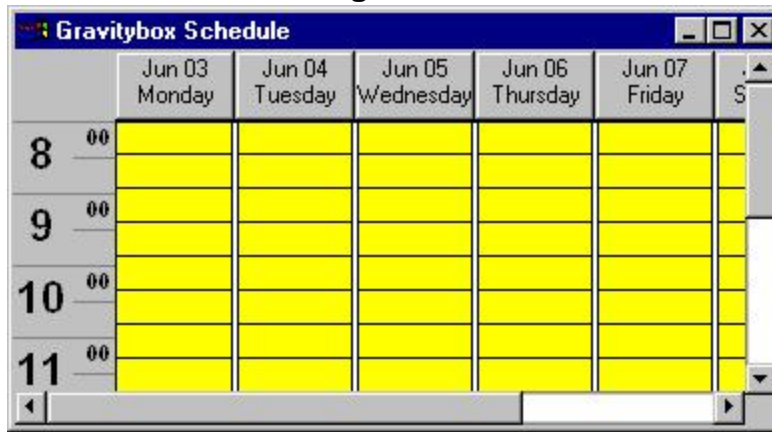 Gravitybox Schedule
Jun 03 Jun 04 Jun 05 Jun 06 Jun 07
Monday Tuesday Wednesday Thursday Friday S
8 00
9 00
10 00
11 00